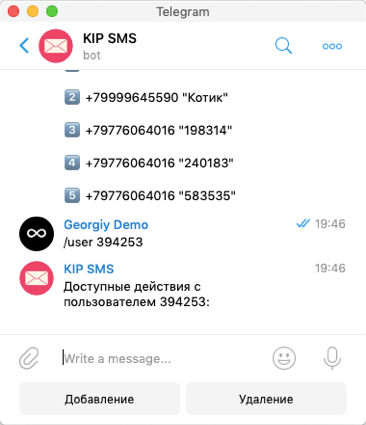 Telegram
KIP SMS
bot
2 +79999645590 "Котик"
3 +79776064016 "198314"
4 +79776064016 "240183"
5 +79776064016 "583535"
Georgiy Demo 19:46
/user 394253
KIP SMS 19:46
Доступные действия с
пользователем 394253:
Write a message...
Добавление Удаление